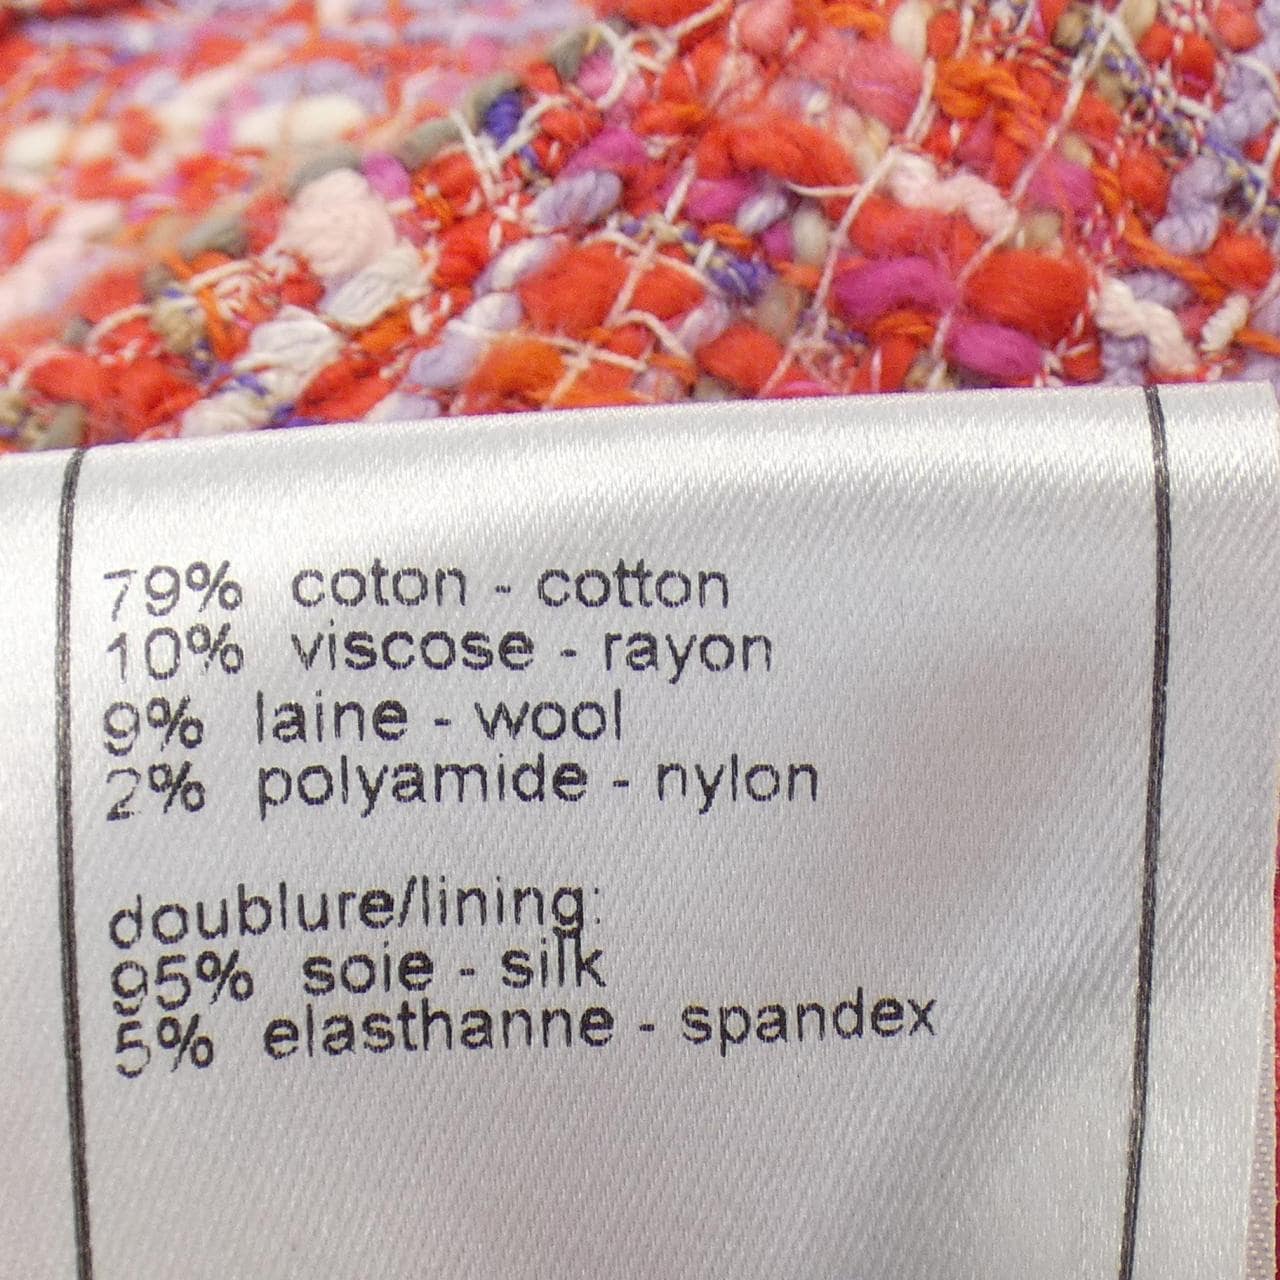 79% coton - cotton
10% viscose - rayon
9% laine - wool
2% polyamide - nylon
doublure/lining:
95% soie - silk
5% elasthanne - spandex